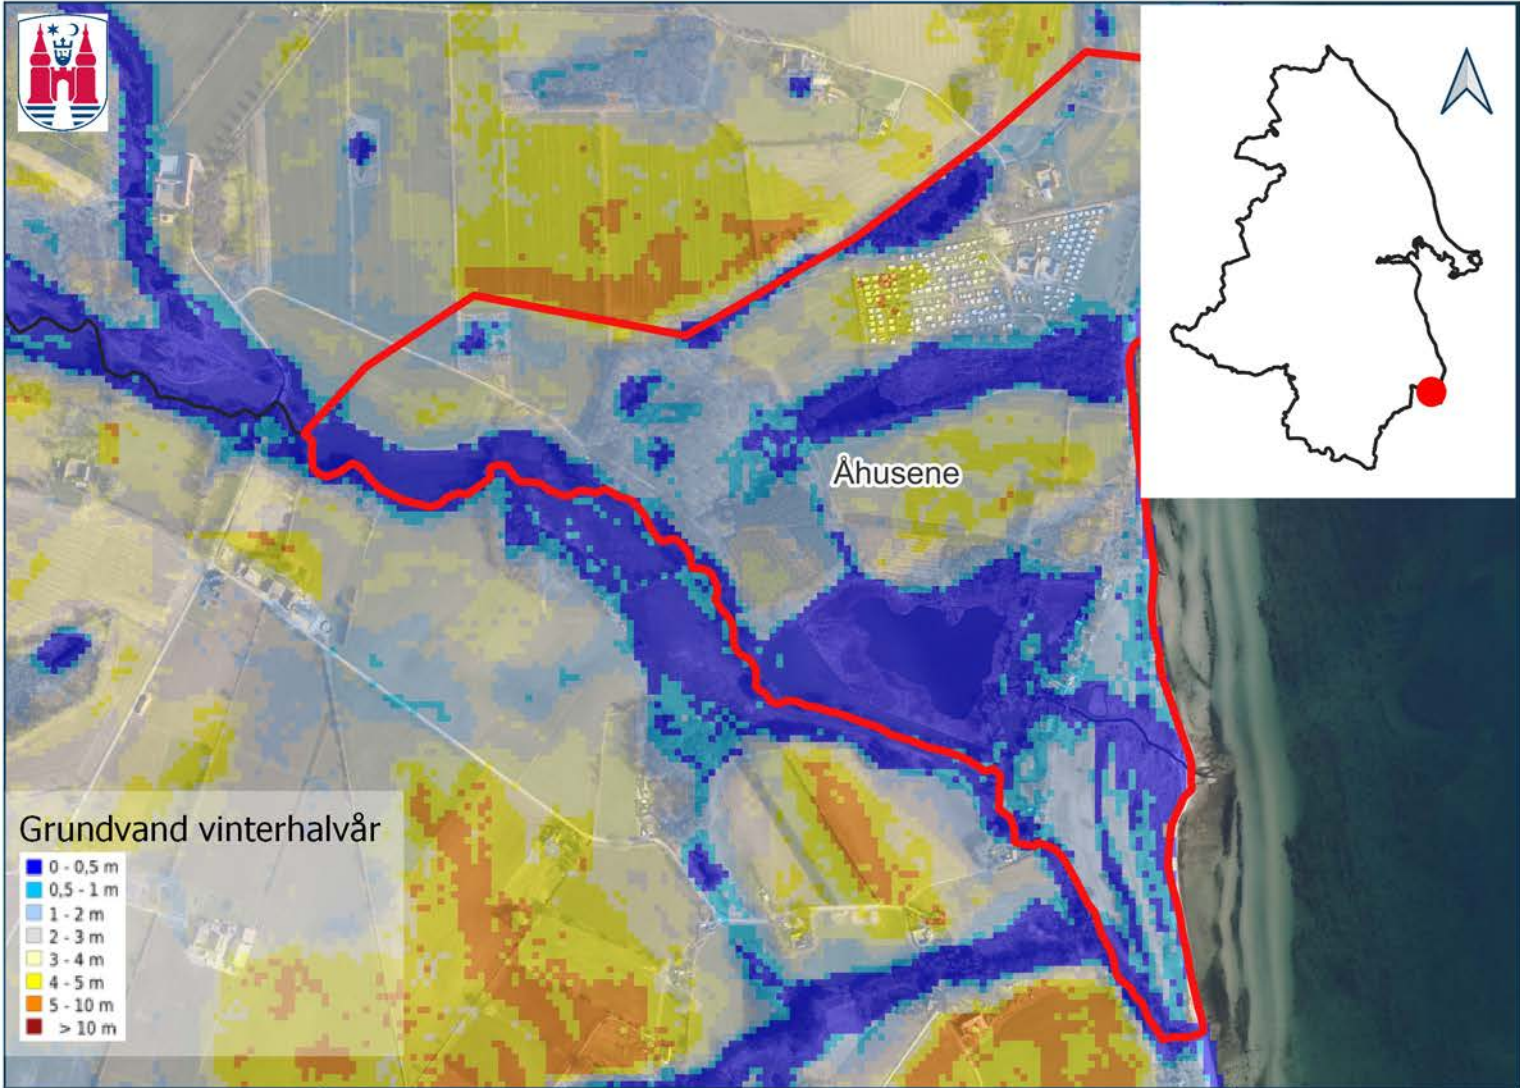 Åhusene
Grundvand vinterhalvår
0 - 0,5 m
0,5 - 1 m
1 - 2 m
2 - 3 m
3 - 4 m
4 - 5 m
5 - 10 m
> 10 m